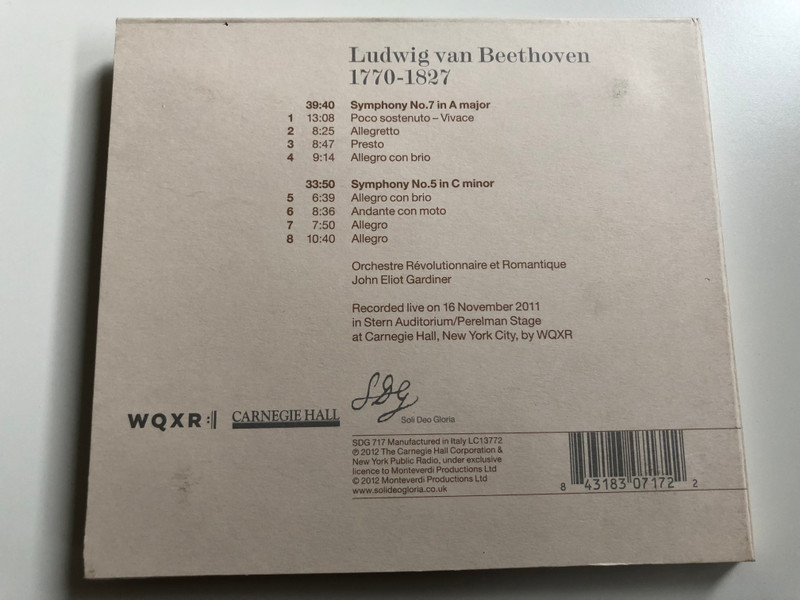 Ludwig van Beethoven
1770-1827
39:40 Symphony No.7 in A major
1 13:08 Poco sostenuto – Vivace
2 8:25 Allegretto
3 8:47 Presto
4 9:14 Allegro con brio
33:50 Symphony No.5 in C minor
5 6:39 Allegro con brio
6 8:36 Andante con moto
7 7:50 Allegro
8 10:40 Allegro
Orchestre Révolutionnaire et Romantique
John Eliot Gardiner
Recorded live on 16 November 2011
in Stern Auditorium/Perelman Stage
at Carnegie Hall, New York City, by WQXR
SDG
Soli Deo Gloria
WQXR
CARNEGIE HALL
SDG 717 Manufactured in Italy LC13772
℗ 2012 The Carnegie Hall Corporation &
New York Public Radio, under exclusive
licence to Monteverdi Productions Ltd
© 2012 Monteverdi Productions Ltd
www.solideogloria.co.uk
8 43183 07172 2